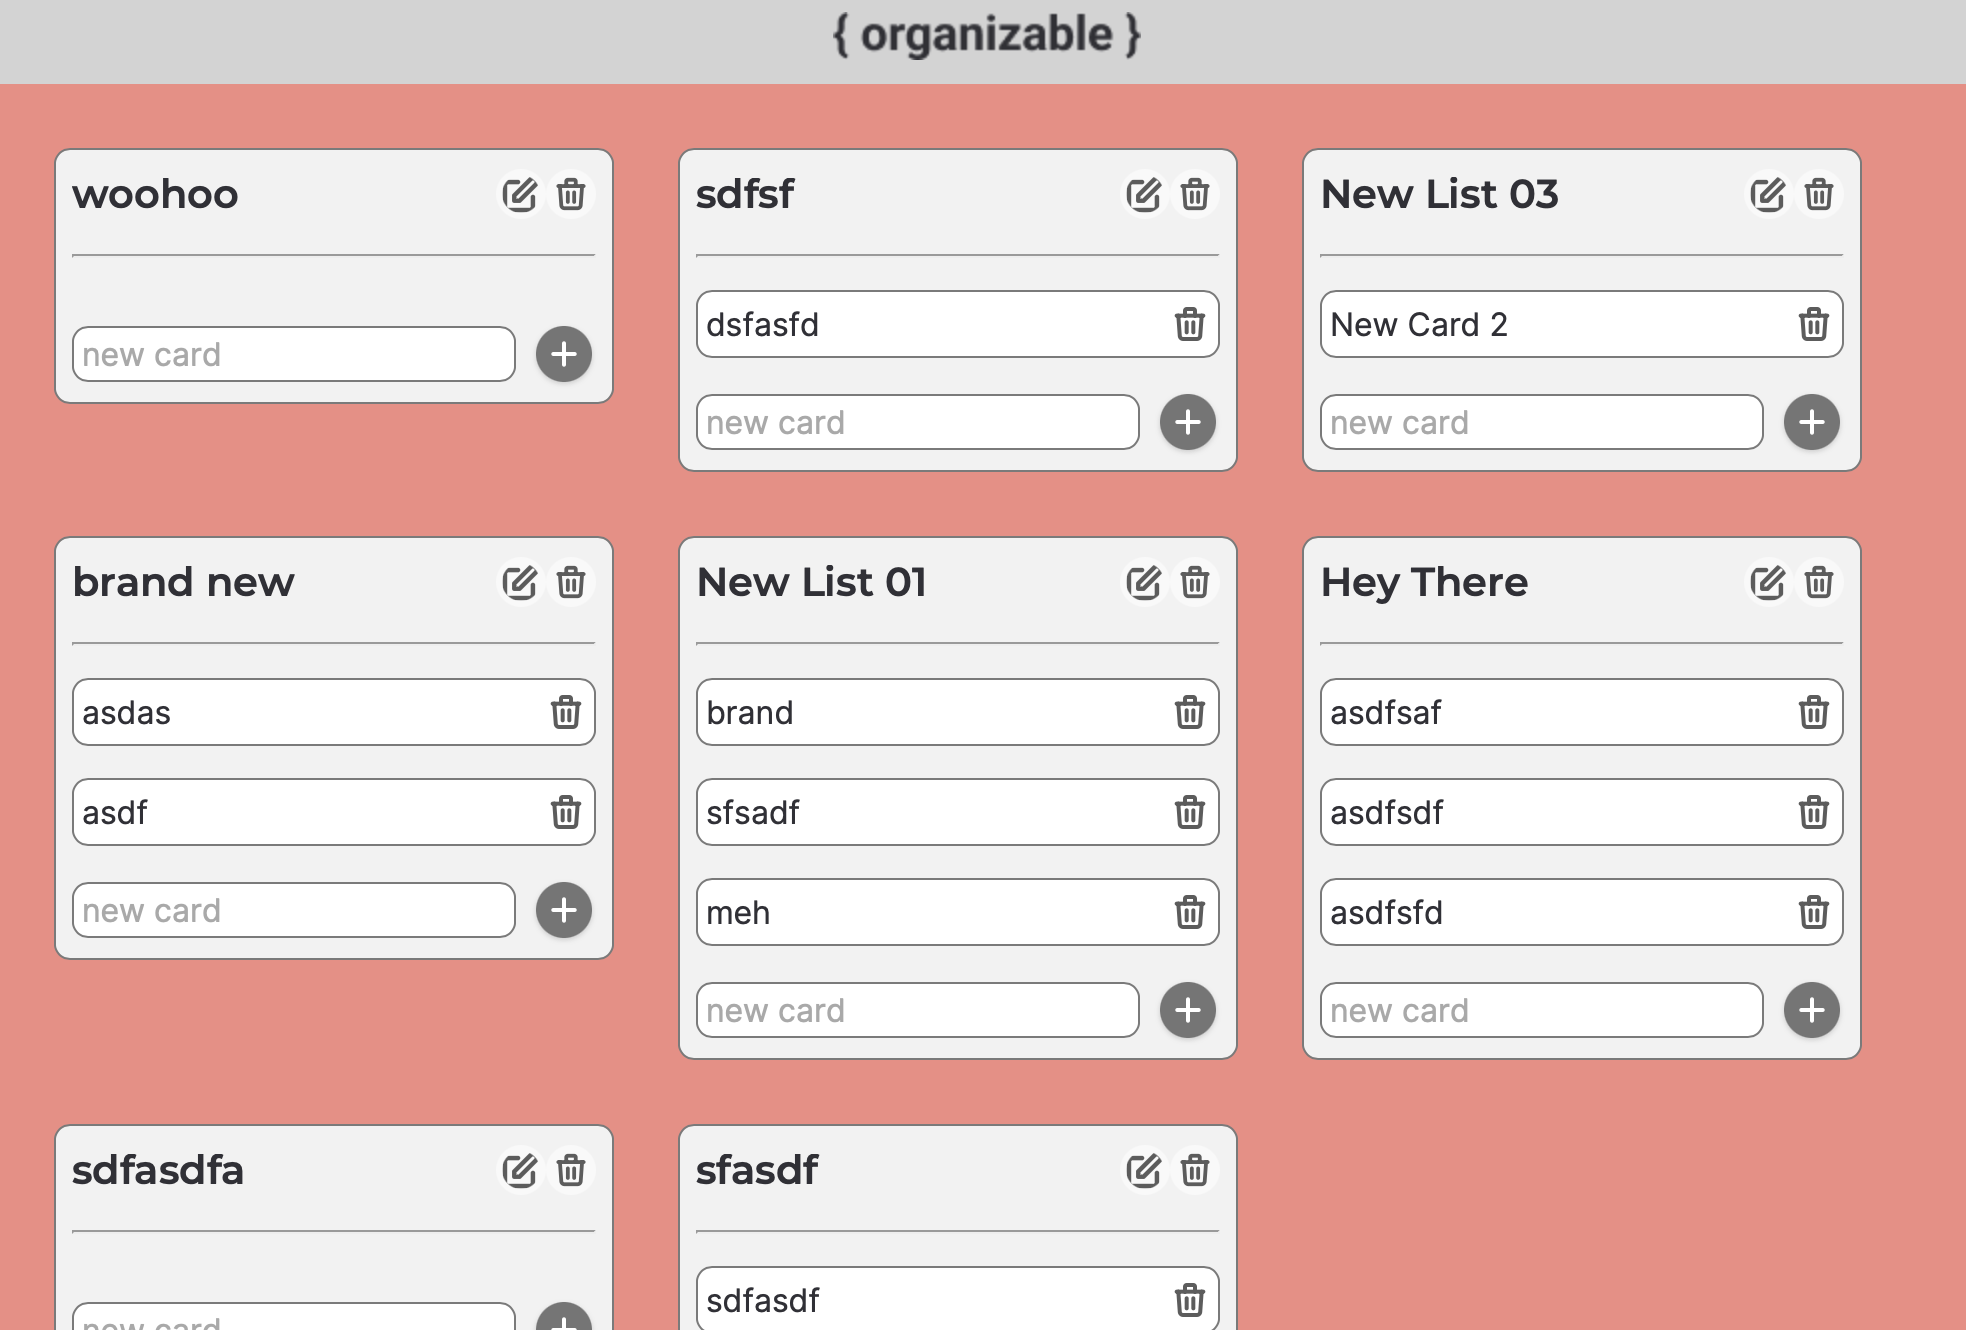 { organizable }
woohoo
new card
sdfsf
dsfasfd
new card
New List 03
New Card 2
new card
brand new
asdas
asdf
new card
New List 01
brand
sfsadf
meh
new card
Hey There
asdfsaf
asdfsdf
asdfsfd
new card
sdfasdfa
new card
sfasdf
sdfasdf